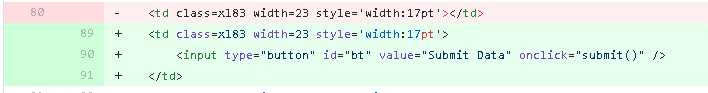 80 - <td class=xl83 width=23 style='width:17pt'></td>
89 + <td class=xl83 width=23 style='width:17pt'>
90 + <input type="button" id="bt" value="Submit Data" onclick="submit()" />
91 + </td>